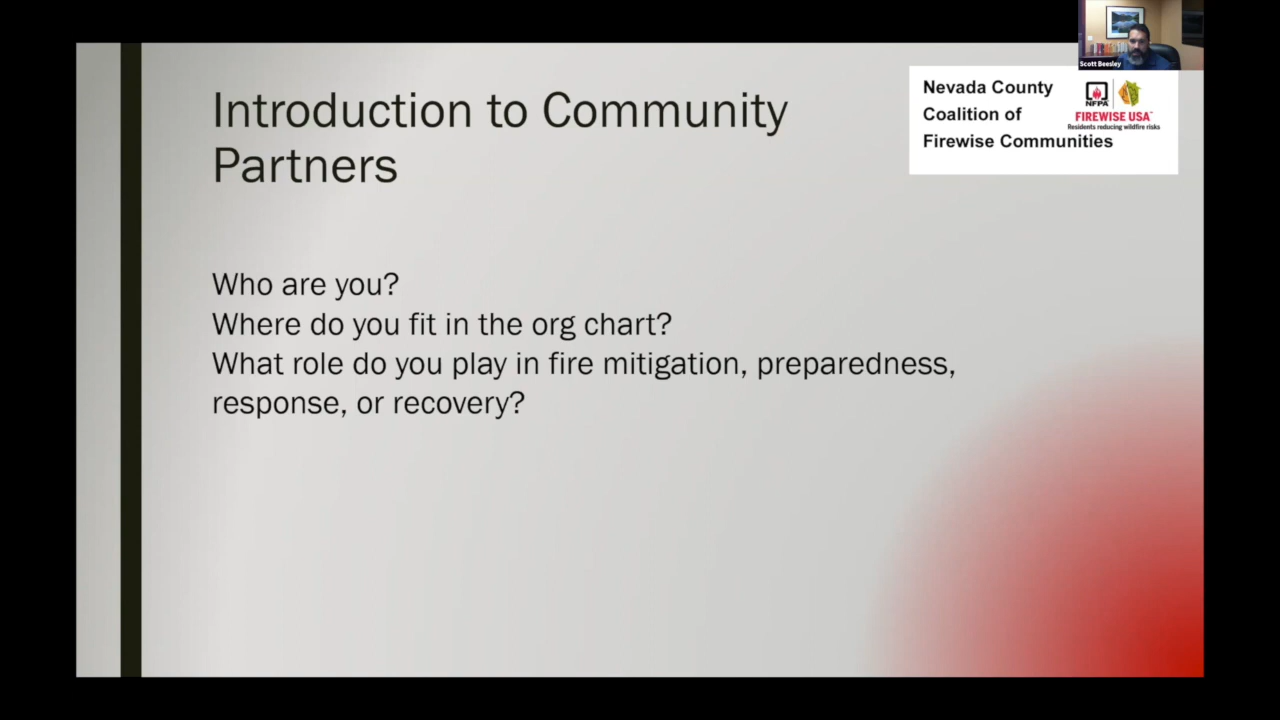 Scott Beesley
Introduction to Community
Partners
Nevada County
Coalition of
Firewise Communities
NFPA
FIREWISE USA™
Residents reducing wildfire risks
Who are you?
Where do you fit in the org chart?
What role do you play in fire mitigation, preparedness,
response, or recovery?